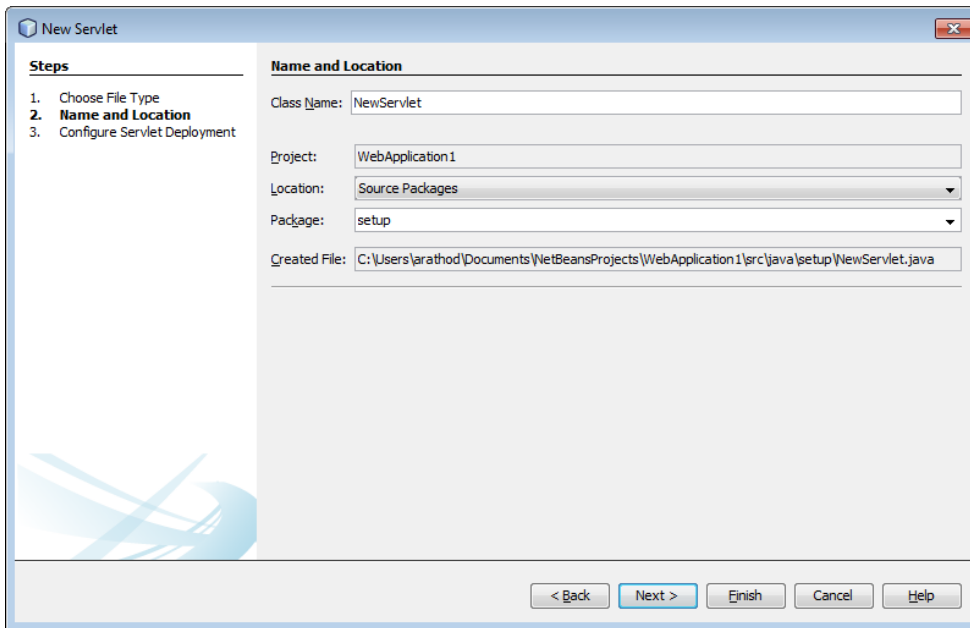 New Servlet
Steps
1. Choose File Type
2. Name and Location
3. Configure Servlet Deployment
Name and Location
Class Name: NewServlet
Project: WebApplication1
Location: Source Packages
Package: setup
Created File: C:\Users\arathod\Documents\NetBeansProjects\WebApplication1\src\java\setup\NewServlet.java
< Back Next > Finish Cancel Help